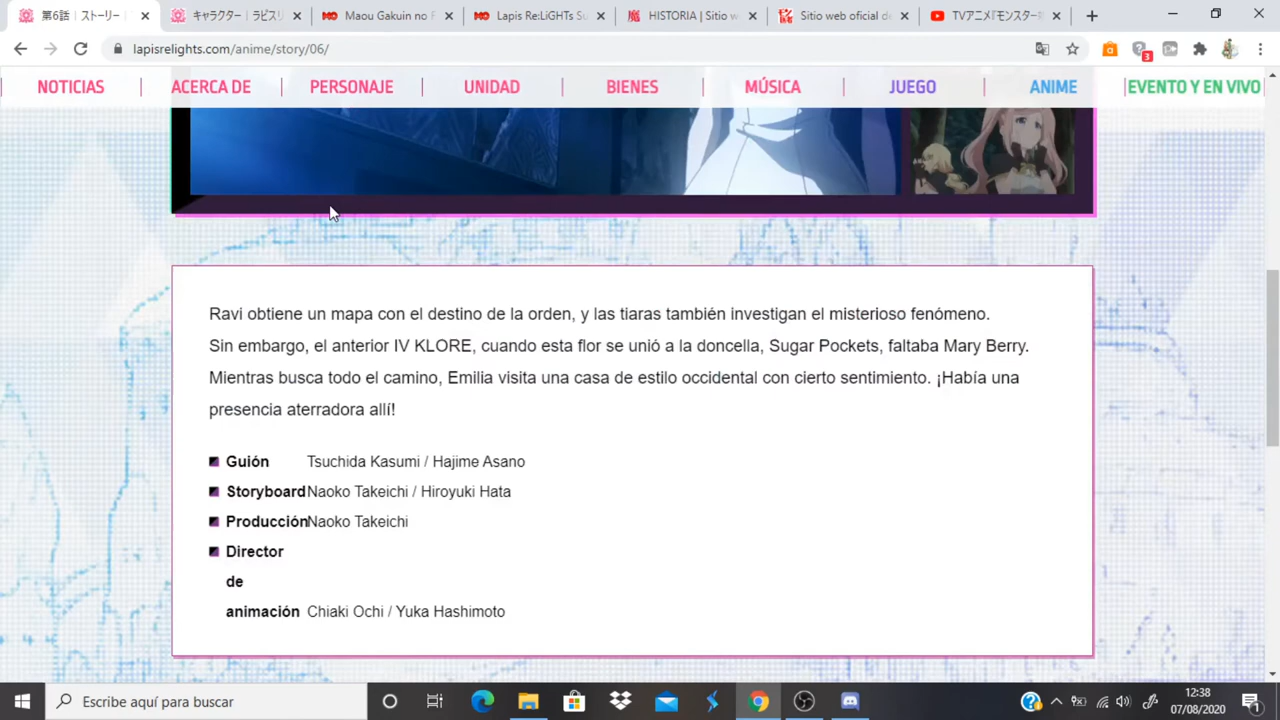 第6話 | ストーリー
キャラクター | ラピスリ
Maou Gakuin no F
Lapis Re:LiGHTs Su
HISTORIA | Sitio w
Sitio web oficial de
TVアニメ『モンスター
lapisrelights.com/anime/story/06/
3
NOTICIAS
ACERCA DE
PERSONAJE
UNIDAD
BIENES
MÚSICA
JUEGO
ANIME
EVENTO Y EN VIVO
Ravi obtiene un mapa con el destino de la orden, y las tiaras también investigan el misterioso fenómeno.
Sin embargo, el anterior IV KLORE, cuando esta flor se unió a la doncella, Sugar Pockets, faltaba Mary Berry.
Mientras busca todo el camino, Emilia visita una casa de estilo occidental con cierto sentimiento. ¡Había una
presencia aterradora allí!
Guión Tsuchida Kasumi / Hajime Asano
Storyboard Naoko Takeichi / Hiroyuki Hata
Producción Naoko Takeichi
Director
de
animación Chiaki Ochi / Yuka Hashimoto
Escribe aquí para buscar
12:38
07/08/2020
1